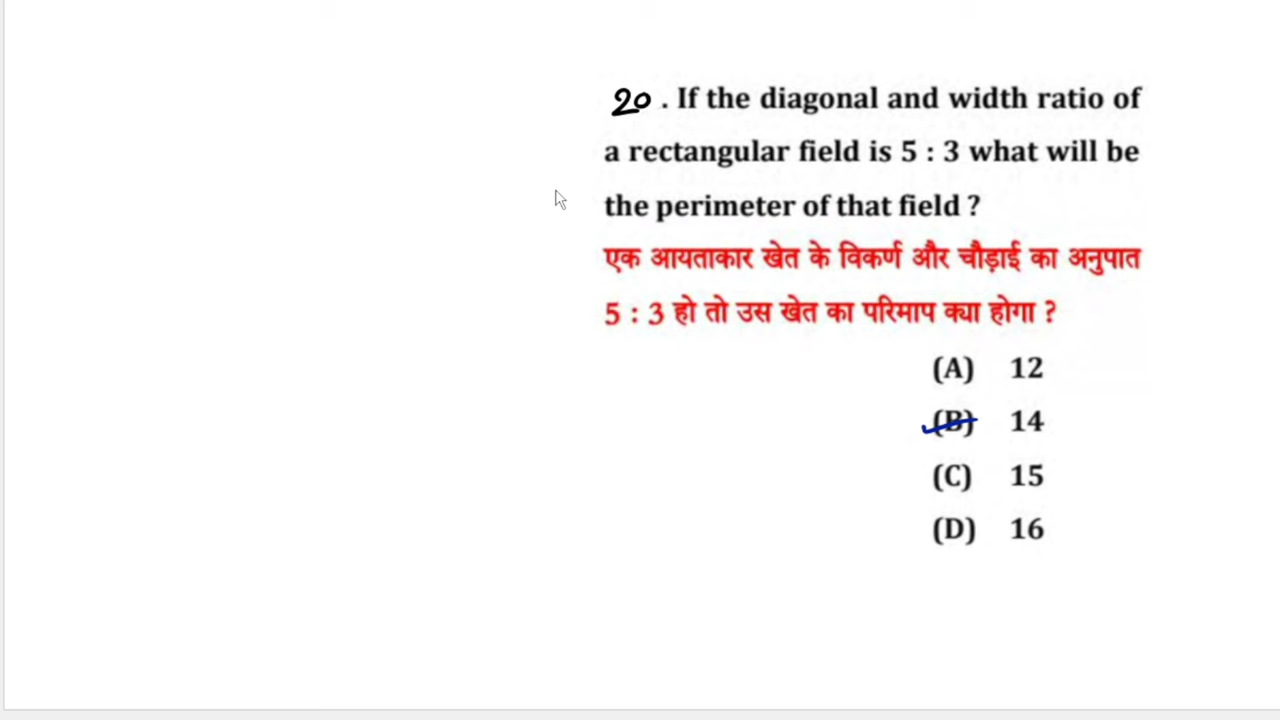 20 . If the diagonal and width ratio of
a rectangular field is 5 : 3 what will be
the perimeter of that field ?
एक आयताकार खेत के विकर्ण और चौड़ाई का अनुपात
5 : 3 हो तो उस खेत का परिमाप क्या होगा ?
(A) 12
(B) 14
(C) 15
(D) 16